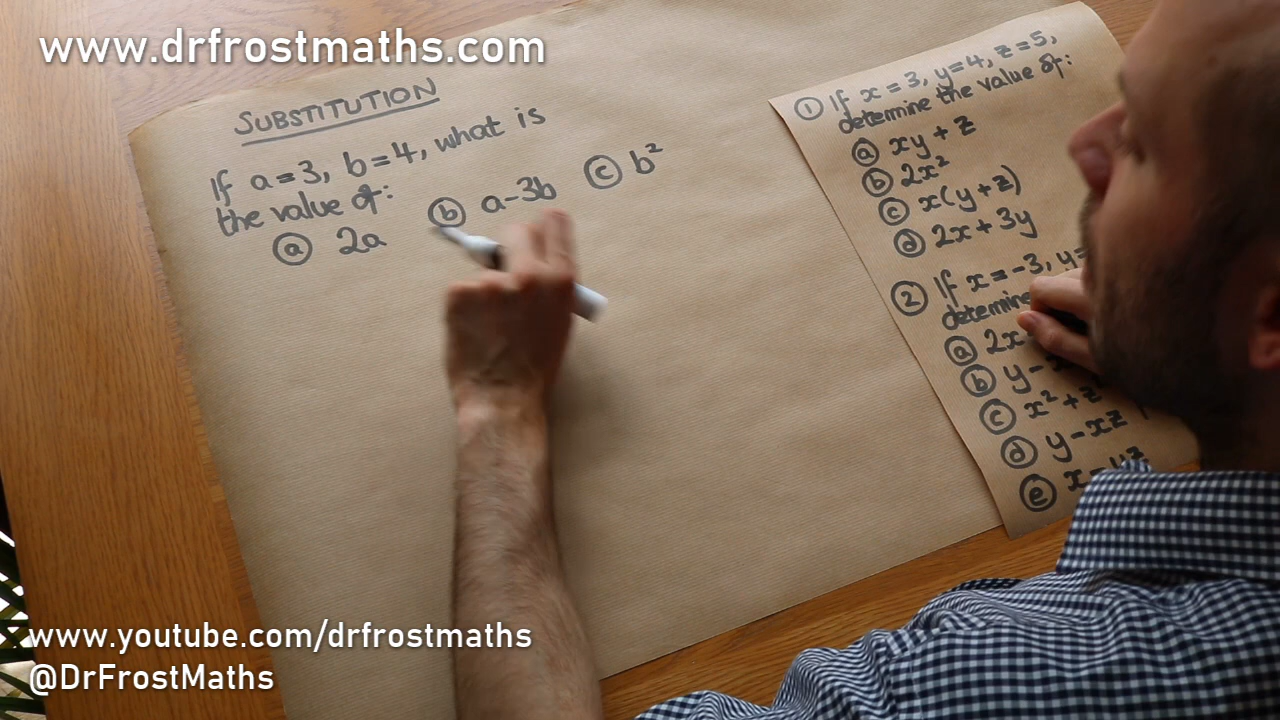 www.drfrostmaths.com
SUBSTITUTION
If a=3, b=4, what is
the value of:
(a) 2a (b) a-3b (c) b²
(1) If x=3, y=4, z=5,
determine the value of:
(a) xy+z
(b) 2x²
(c) x(y+z)
(d) 2x+3y
(2) If x=-3, y=
determine
(a) 2x
(b) y-x
(c) x²+z
(d) y-xz
(e) x
www.youtube.com/drfrostmaths
@DrFrostMaths